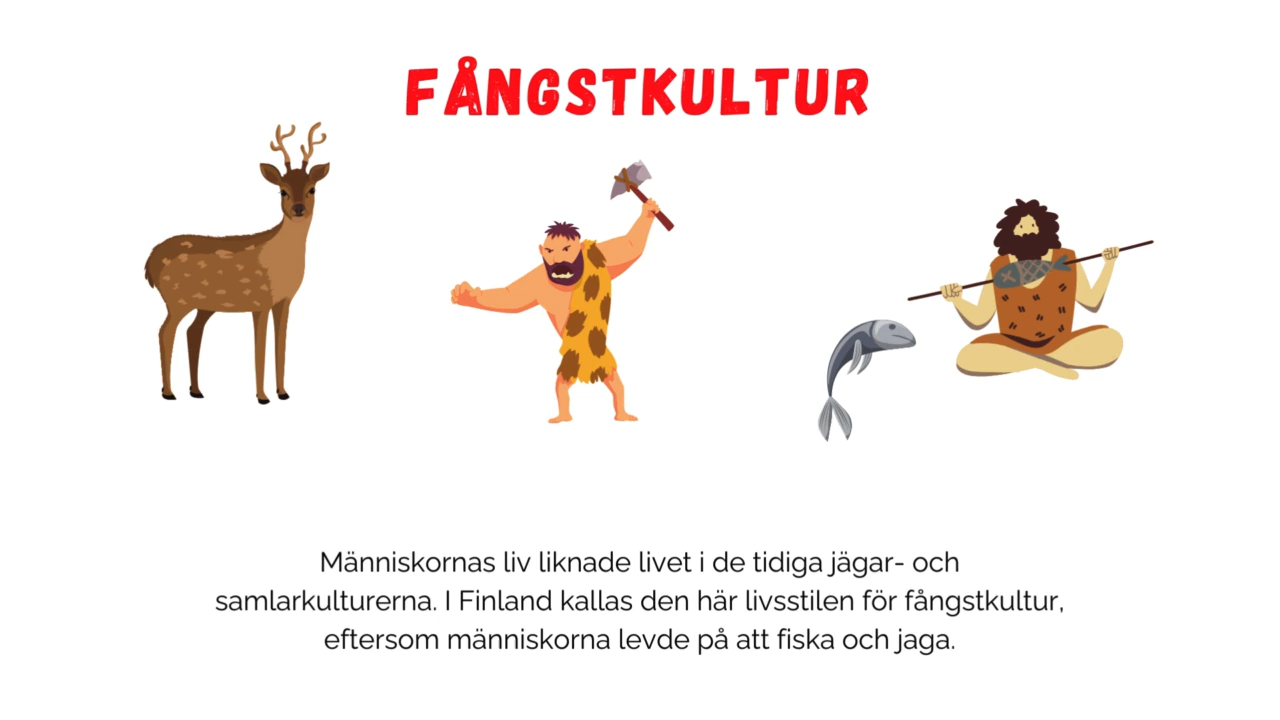 FÅNGSTKULTUR
Människornas liv liknade livet i de tidiga jägar- och
samlarkulturerna. I Finland kallas den här livsstilen för fångstkultur,
eftersom människorna levde på att fiska och jaga.